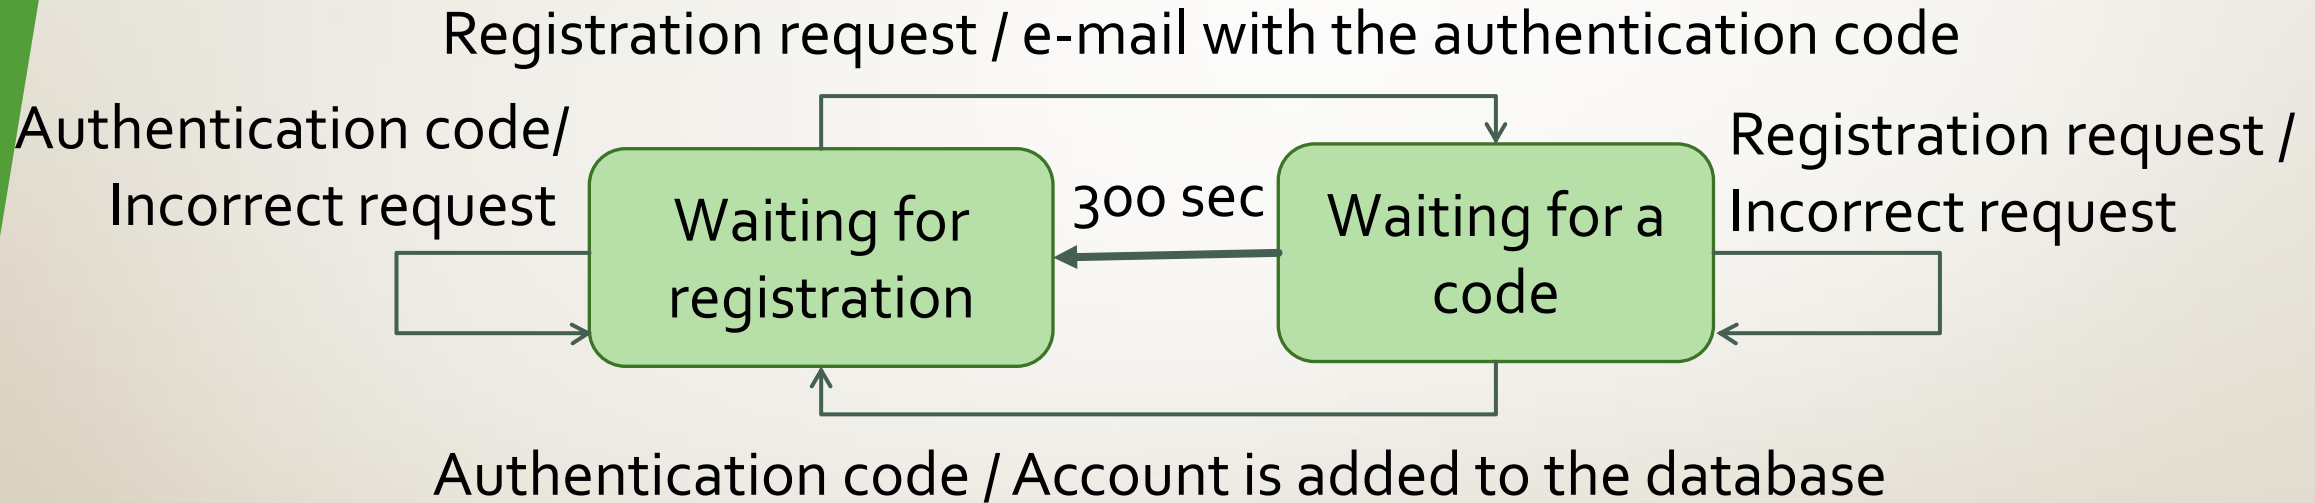 Registration request / e-mail with the authentication code
Authentication code/
Incorrect request
Waiting for
registration
300 sec
Waiting for a
code
Registration request /
Incorrect request
Authentication code / Account is added to the database